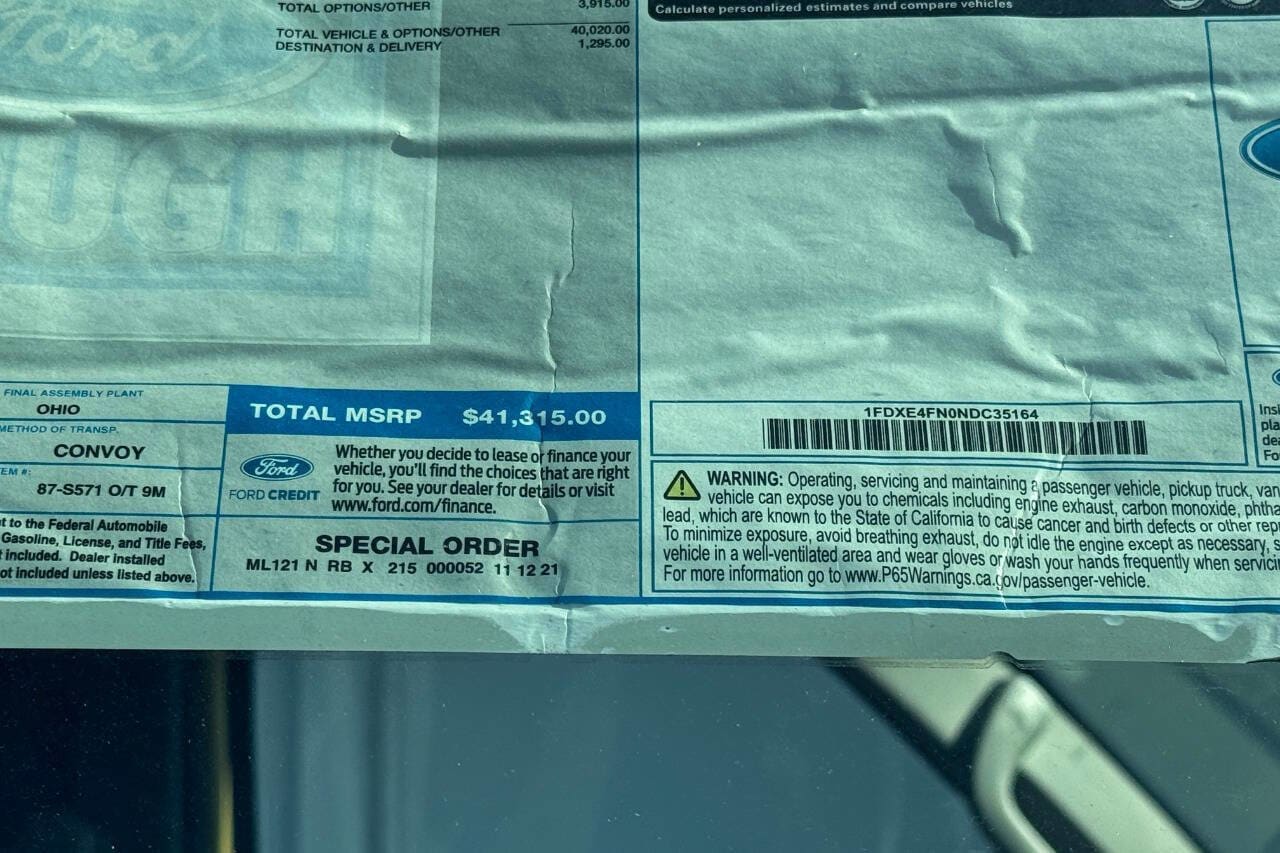 Ford
UGH
TOTAL OPTIONS/OTHER 3,915.00
TOTAL VEHICLE & OPTIONS/OTHER 40,020.00
DESTINATION & DELIVERY 1,295.00
Calculate personalized estimates and compare vehicles
FINAL ASSEMBLY PLANT
OHIO
METHOD OF TRANSP.
CONVOY
EM #:
87-S571 O/T 9M
t to the Federal Automobile
Gasoline, License, and Title Fees,
included. Dealer installed
ot included unless listed above.
TOTAL MSRP $41,315.00
Ford
FORD CREDIT
Whether you decide to lease or finance your
vehicle, you'll find the choices that are right
for you. See your dealer for details or visit
www.ford.com/finance.
SPECIAL ORDER
ML121 N RB X 215 000052 11 12 21
1FDXE4FN0NDC35164
WARNING: Operating, servicing and maintaining a passenger vehicle, pickup truck, van
vehicle can expose you to chemicals including engine exhaust, carbon monoxide, phtha
lead, which are known to the State of California to cause cancer and birth defects or other rep
To minimize exposure, avoid breathing exhaust, do not idle the engine except as necessary, s
vehicle in a well-ventilated area and wear gloves or wash your hands frequently when servici
For more information go to www.P65Warnings.ca.gov/passenger-vehicle.
Insi
pla
dea
Fo